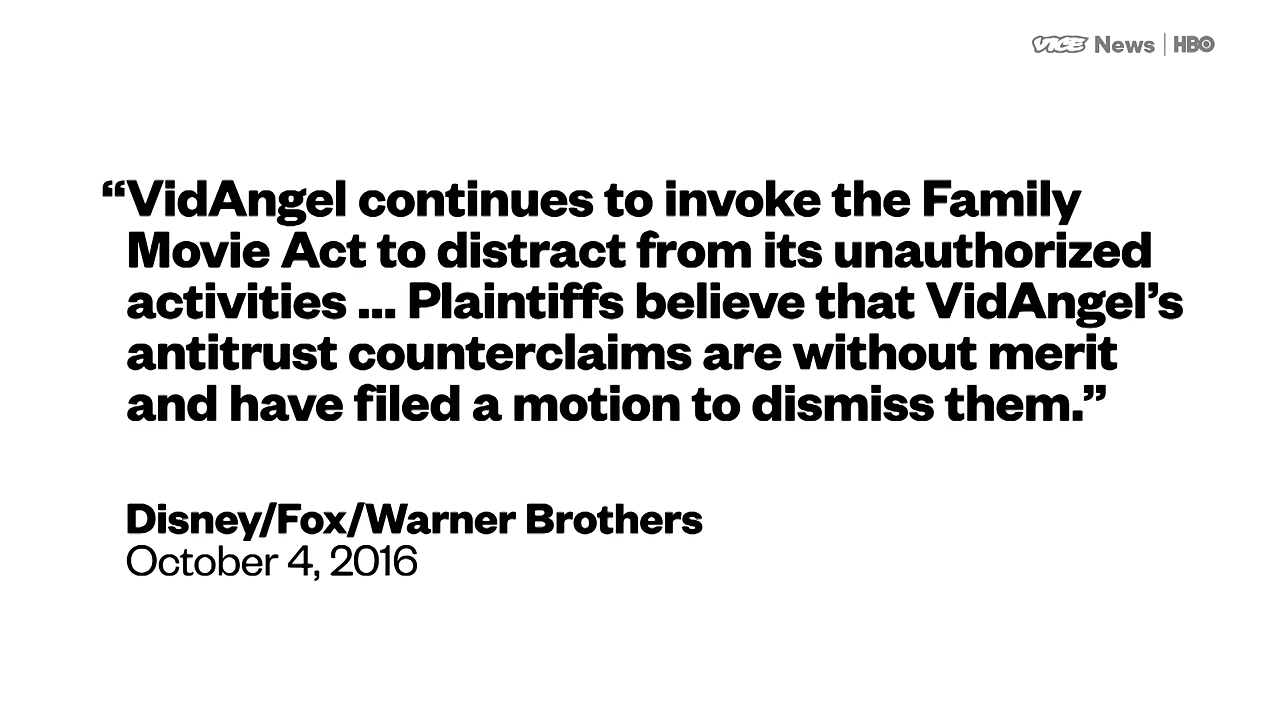 VICE News | HBO
“VidAngel continues to invoke the Family
Movie Act to distract from its unauthorized
activities ... Plaintiffs believe that VidAngel’s
antitrust counterclaims are without merit
and have filed a motion to dismiss them.”
Disney/Fox/Warner Brothers
October 4, 2016